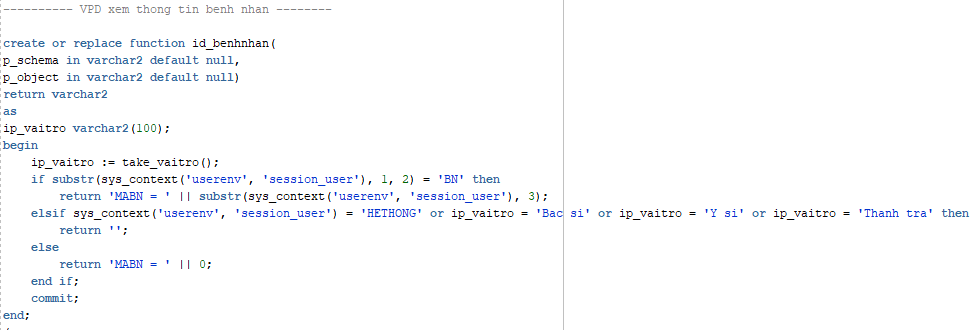 ---------- VPD xem thong tin benh nhan --------
create or replace function id_benhnhan(
p_schema in varchar2 default null,
p_object in varchar2 default null)
return varchar2
as
ip_vaitro varchar2(100);
begin
    ip_vaitro := take_vaitro();
    if substr(sys_context('userenv', 'session_user'), 1, 2) = 'BN' then
        return 'MABN = ' || substr(sys_context('userenv', 'session_user'), 3);
    elsif sys_context('userenv', 'session_user') = 'HETHONG' or ip_vaitro = 'Bac si' or ip_vaitro = 'Y si' or ip_vaitro = 'Thanh tra' then
        return '';
    else
        return 'MABN = ' || 0;
    end if;
    commit;
end;